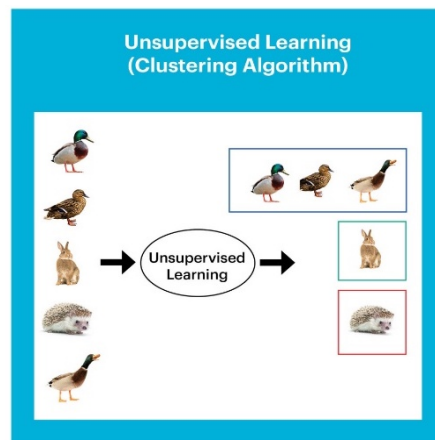 Unsupervised Learning
(Clustering Algorithm)
Unsupervised
Learning